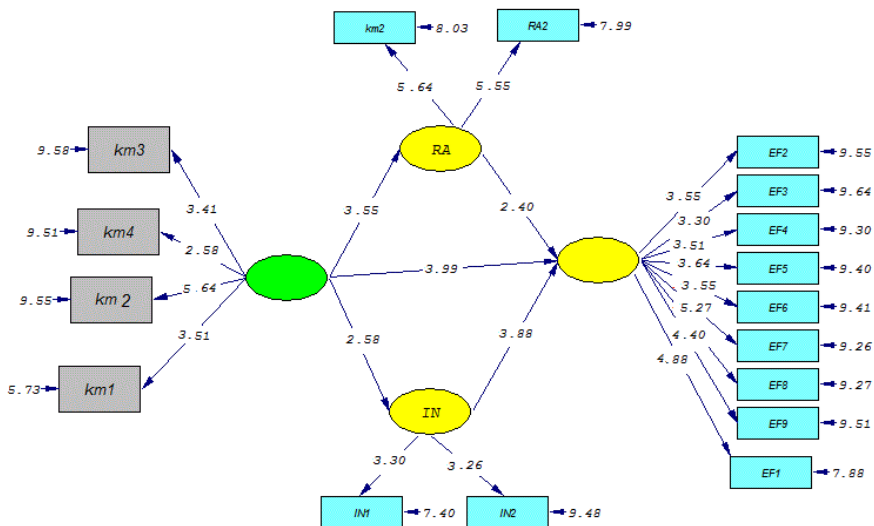 km2
8.03
RA2
7.99
5.64
5.55
9.58
km3
RA
EF2
9.55
3.41
3.55
2.40
3.55
EF3
9.64
3.30
9.51
km4
2.58
EF4
9.30
3.51
3.99
3.64
EF5
9.40
9.55
km 2
5.64
3.55
EF6
9.41
5.27
3.51
2.58
3.88
4.40
EF7
9.26
4.88
5.73
km1
EF8
9.27
IN
EF9
9.51
3.30
3.26
EF1
7.88
IN1
7.40
IN2
9.48